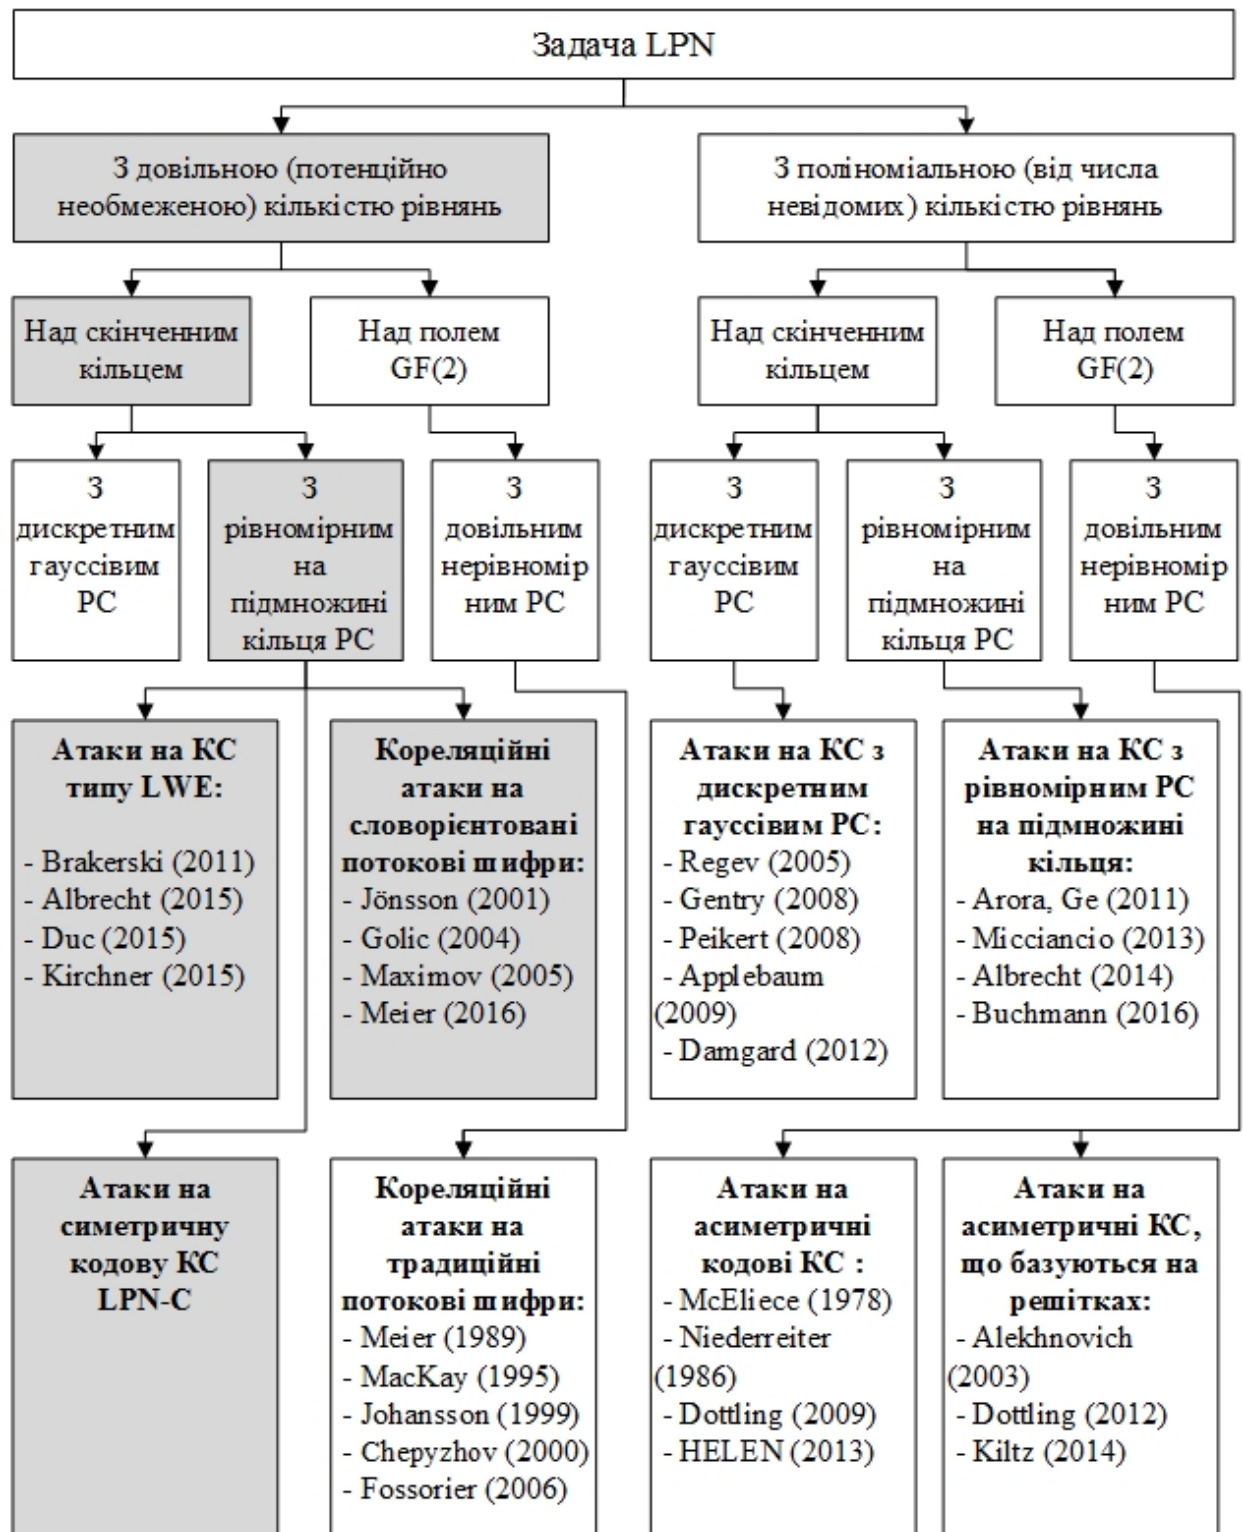 Задача LPN
З довільною (потенційно
необмеженою) кількістю рівнянь
З поліноміальною (від числа
невідомих) кількістю рівнянь
Над скінченним
кільцем
Над полем
GF(2)
Над скінченним
кільцем
Над полем
GF(2)
З
дискретним
гауссівим
РС
З
рівномірним
на
підмножині
кільця РС
З
довільним
нерівномір
ним РС
З
дискретним
гауссівим
РС
З
рівномірним
на
підмножині
кільця РС
З
довільним
нерівномір
ним РС
Атаки на КС
типу LWE:
- Brakerski (2011)
- Albrecht (2015)
- Duc (2015)
- Kirchner (2015)
Кореляційні
атаки на
словорієнтовані
потокові шифри:
- Jönsson (2001)
- Golic (2004)
- Maximov (2005)
- Meier (2016)
Атаки на КС з
дискретним
гауссівим РС:
- Regev (2005)
- Gentry (2008)
- Peikert (2008)
- Applebaum
(2009)
- Damgard (2012)
Атаки на КС з
рівномірним РС
на підмножині
кільця:
- Arora, Ge (2011)
- Micciancio (2013)
- Albrecht (2014)
- Buchmann (2016)
Атаки на
симетричну
кодову КС
LPN-C
Кореляційні
атаки на
традиційні
потокові шифри:
- Meier (1989)
- MacKay (1995)
- Johansson (1999)
- Chepyzhov (2000)
- Fossorier (2006)
Атаки на
асиметричні
кодові КС :
- McEliece (1978)
- Niederreiter
(1986)
- Dottling (2009)
- HELEN (2013)
Атаки на
асиметричні КС,
що базуються на
решітках:
- Alekhnovich
(2003)
- Dottling (2012)
- Kiltz (2014)